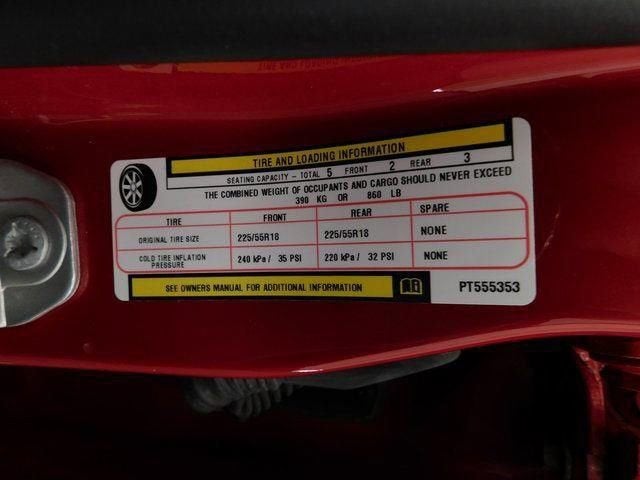 TIRE AND LOADING INFORMATION
SEATING CAPACITY - TOTAL 5 FRONT 2 REAR 3
THE COMBINED WEIGHT OF OCCUPANTS AND CARGO SHOULD NEVER EXCEED
390 KG OR 860 LB
TIRE FRONT REAR SPARE
ORIGINAL TIRE SIZE 225/55R18 225/55R18 NONE
COLD TIRE INFLATION PRESSURE 240 kPa / 35 PSI 220 kPa / 32 PSI NONE
SEE OWNERS MANUAL FOR ADDITIONAL INFORMATION
PT555353